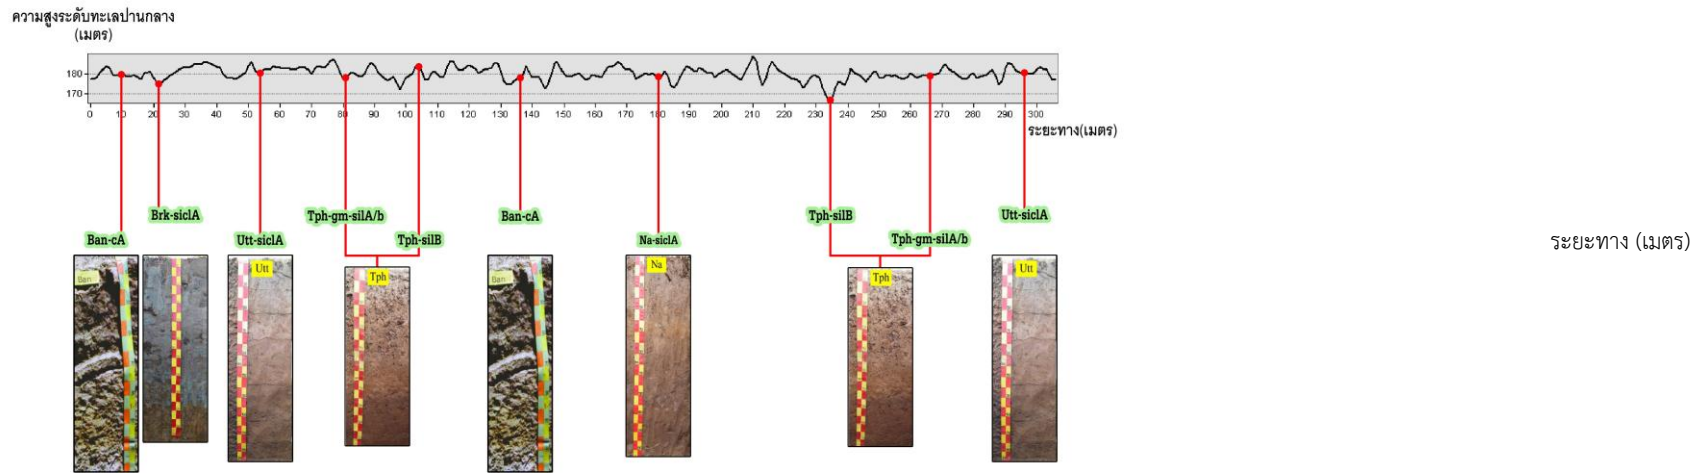 ความสูงระดับทะเลปานกลาง
(เมตร)
180
170
0 10 20 30 40 50 60 70 80 90 100 110 120 130 140 150 160 170 180 190 200 210 220 230 240 250 260 270 280 290 300
ระยะทาง(เมตร)
Brk-siclA Tph-gm-silA/b Ban-cA Tph-silB Utt-siclA
Ban-cA Utt-siclA Tph-silB Na-siclA Tph-gm-silA/b
ระยะทาง (เมตร)
Ban Utt Tph Ban Na Tph Utt